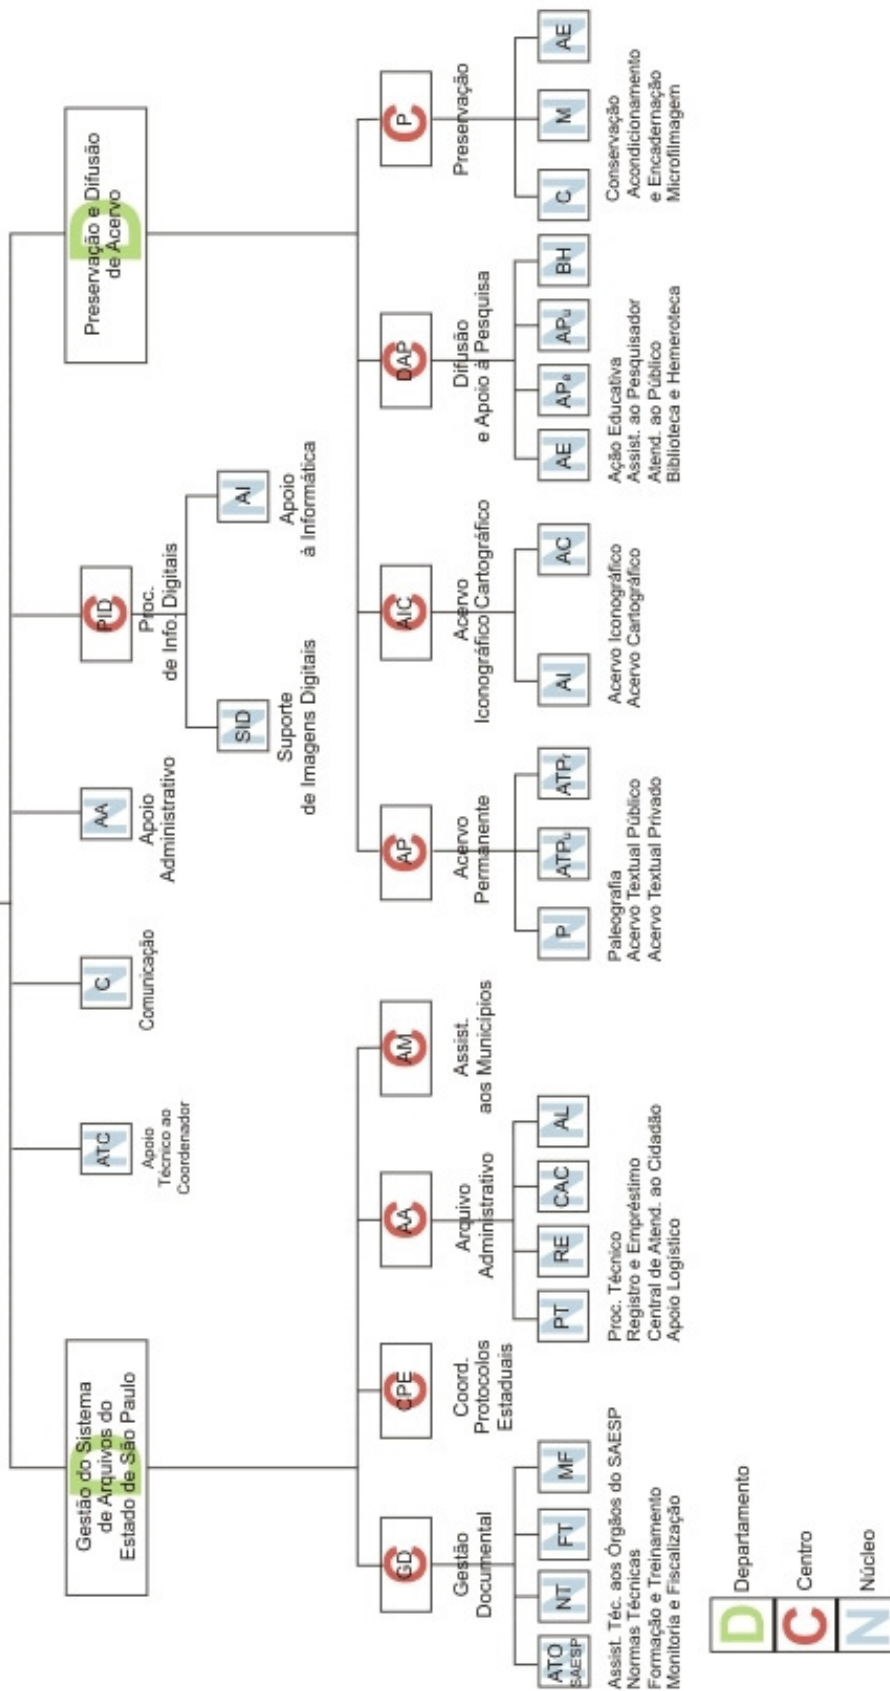 Gestão do Sistema
de Arquivos do
Estado de São Paulo
D
ATC
N
Apoio
Técnico ao
Coordenador
C
N
Comunicação
AA
N
Apoio
Administrativo
PID
C
Proc.
de Info. Digitais
SID
N
Suporte
de Imagens Digitais
AI
N
Apoio
à Informática
Preservação e Difusão
de Acervo
D
GD
C
Gestão
Documental
ATO
SAESP
N
NT
N
FT
N
MF
N
Assist. Téc. aos Órgãos do SAESP
Normas Técnicas
Formação e Treinamento
Monitoria e Fiscalização
CPE
C
Coord.
Protocolos
Estaduais
AA
C
Arquivo
Administrativo
PT
N
RE
N
CAC
N
AL
N
Proc. Técnico
Registro e Empréstimo
Central de Atend. ao Cidadão
Apoio Logístico
AM
C
Assist.
aos Municípios
AP
C
Acervo
Permanente
P
N
ATPu
N
ATPr
N
Paleografia
Acervo Textual Público
Acervo Textual Privado
AIC
C
Acervo
Iconográfico Cartográfico
AI
N
AC
N
Acervo Iconográfico
Acervo Cartográfico
DAP
C
Difusão
e Apoio à Pesquisa
AE
N
APe
N
APu
N
BH
N
Ação Educativa
Assist. ao Pesquisador
Atend. ao Público
Biblioteca e Hemeroteca
P
C
Preservação
C
N
M
N
AE
N
Conservação
Acondicionamento
e Encadernação
Microfilmagem
D
Departamento
C
Centro
N
Núcleo